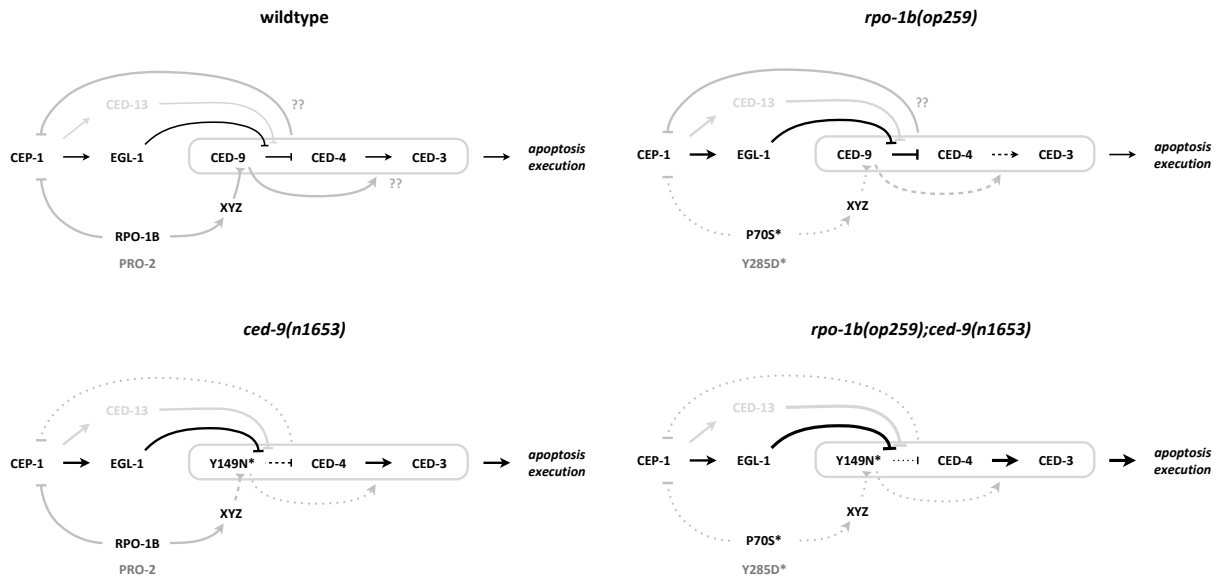 wildtype
CED-13
??
CEP-1
EGL-1
CED-9
CED-4
CED-3
apoptosis
execution
??
XYZ
RPO-1B
PRO-2
rpo-1b(op259)
CED-13
??
CEP-1
EGL-1
CED-9
CED-4
CED-3
apoptosis
execution
XYZ
P70S*
Y285D*
ced-9(n1653)
CED-13
CEP-1
EGL-1
Y149N*
CED-4
CED-3
apoptosis
execution
XYZ
RPO-1B
PRO-2
rpo-1b(op259);ced-9(n1653)
CED-13
CEP-1
EGL-1
Y149N*
CED-4
CED-3
apoptosis
execution
XYZ
P70S*
Y285D*